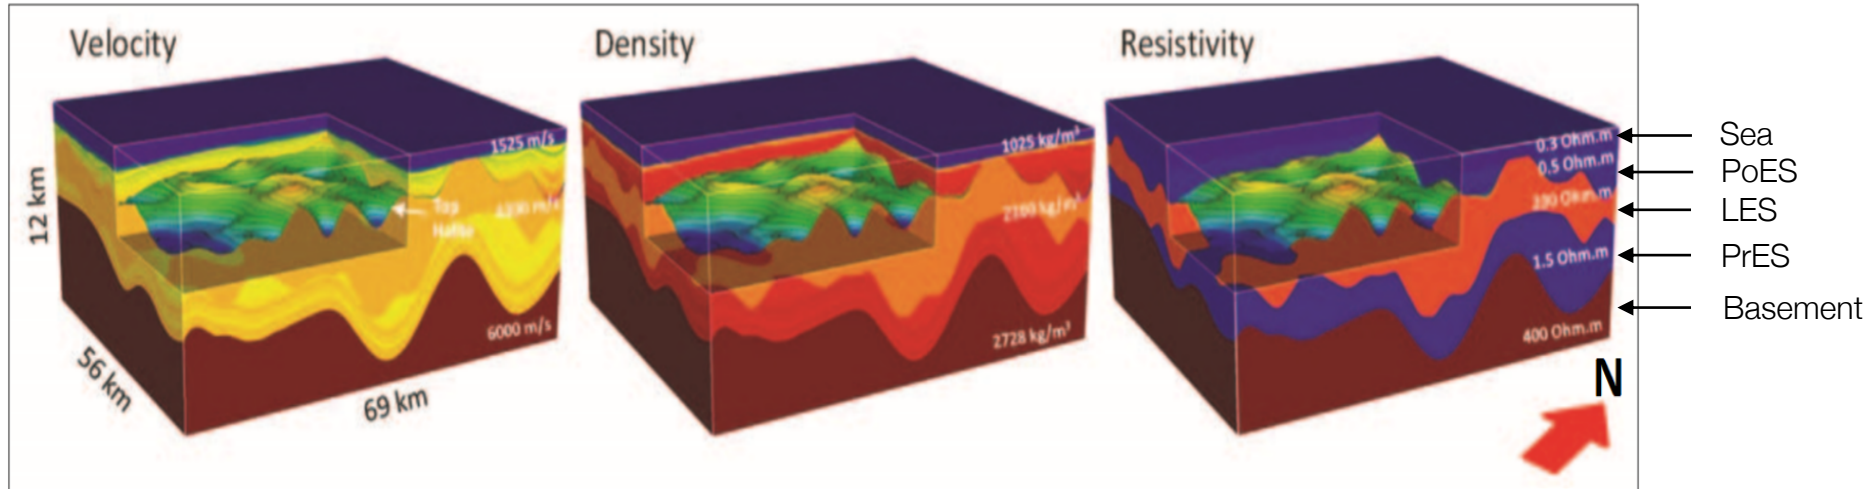 Velocity
Density
Resistivity
1525 m/s
1025 kg/m³
0.3 Ohm.m
0.5 Ohm.m
Sea
PoES
LES
PrES
Basement
Top
1.5 Ohm.m
6000 m/s
2728 kg/m³
400 Ohm.m
12 km
56 km
69 km
N